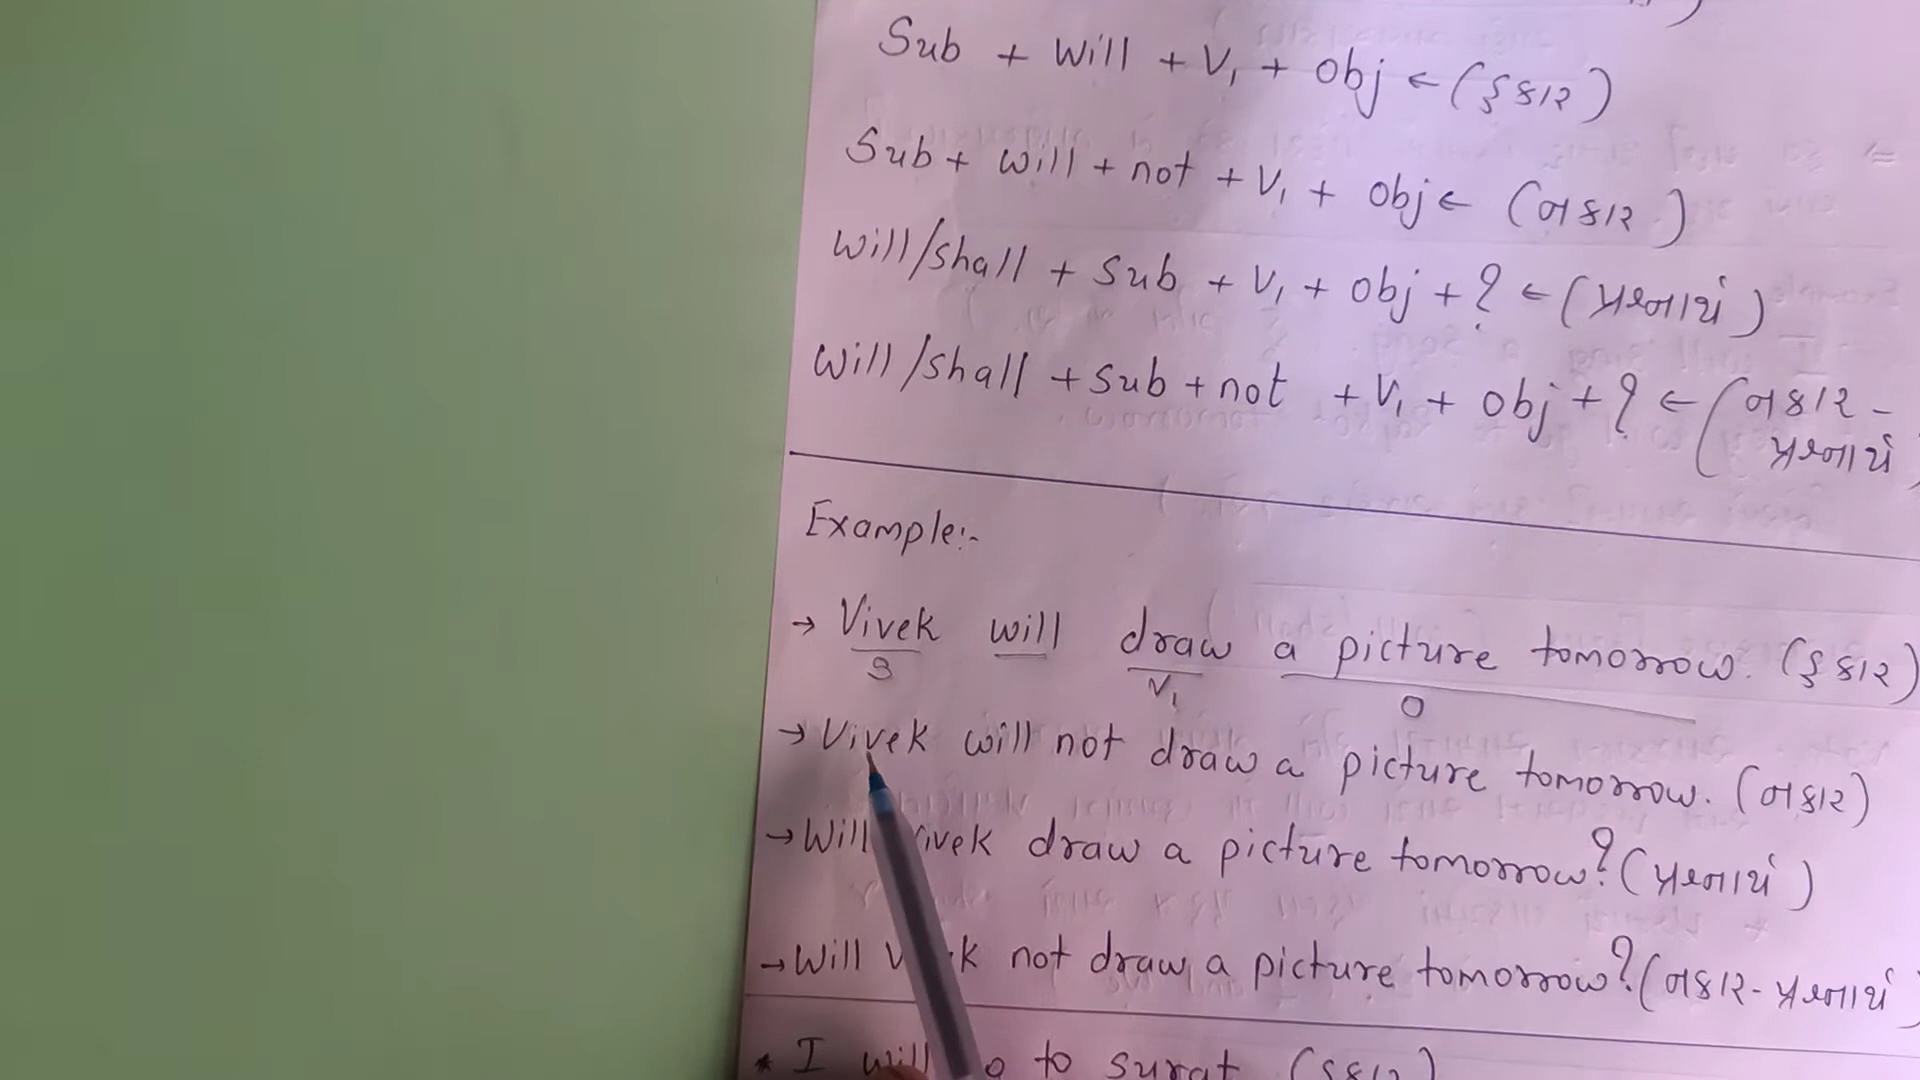 Sub + will + V₁ + obj ← (હકાર)
Sub + will + not + V₁ + obj ← (નકાર)
will/shall + sub + V₁ + obj + ? ← (પ્રશ્નાર્થ)
will/shall + sub + not + V₁ + obj + ? ← (નકાર-
પ્રશ્નાર્થ
Example:-
→ Vivek will draw a picture tomorrow. (હકાર)
S V₁ O
→ Vivek will not draw a picture tomorrow. (નકાર)
→ Will Vivek draw a picture tomorrow? (પ્રશ્નાર્થ)
→ Will not draw a picture tomorrow? (નકાર-પ્રશ્નાર્થ
* I will to surat (હકાર)